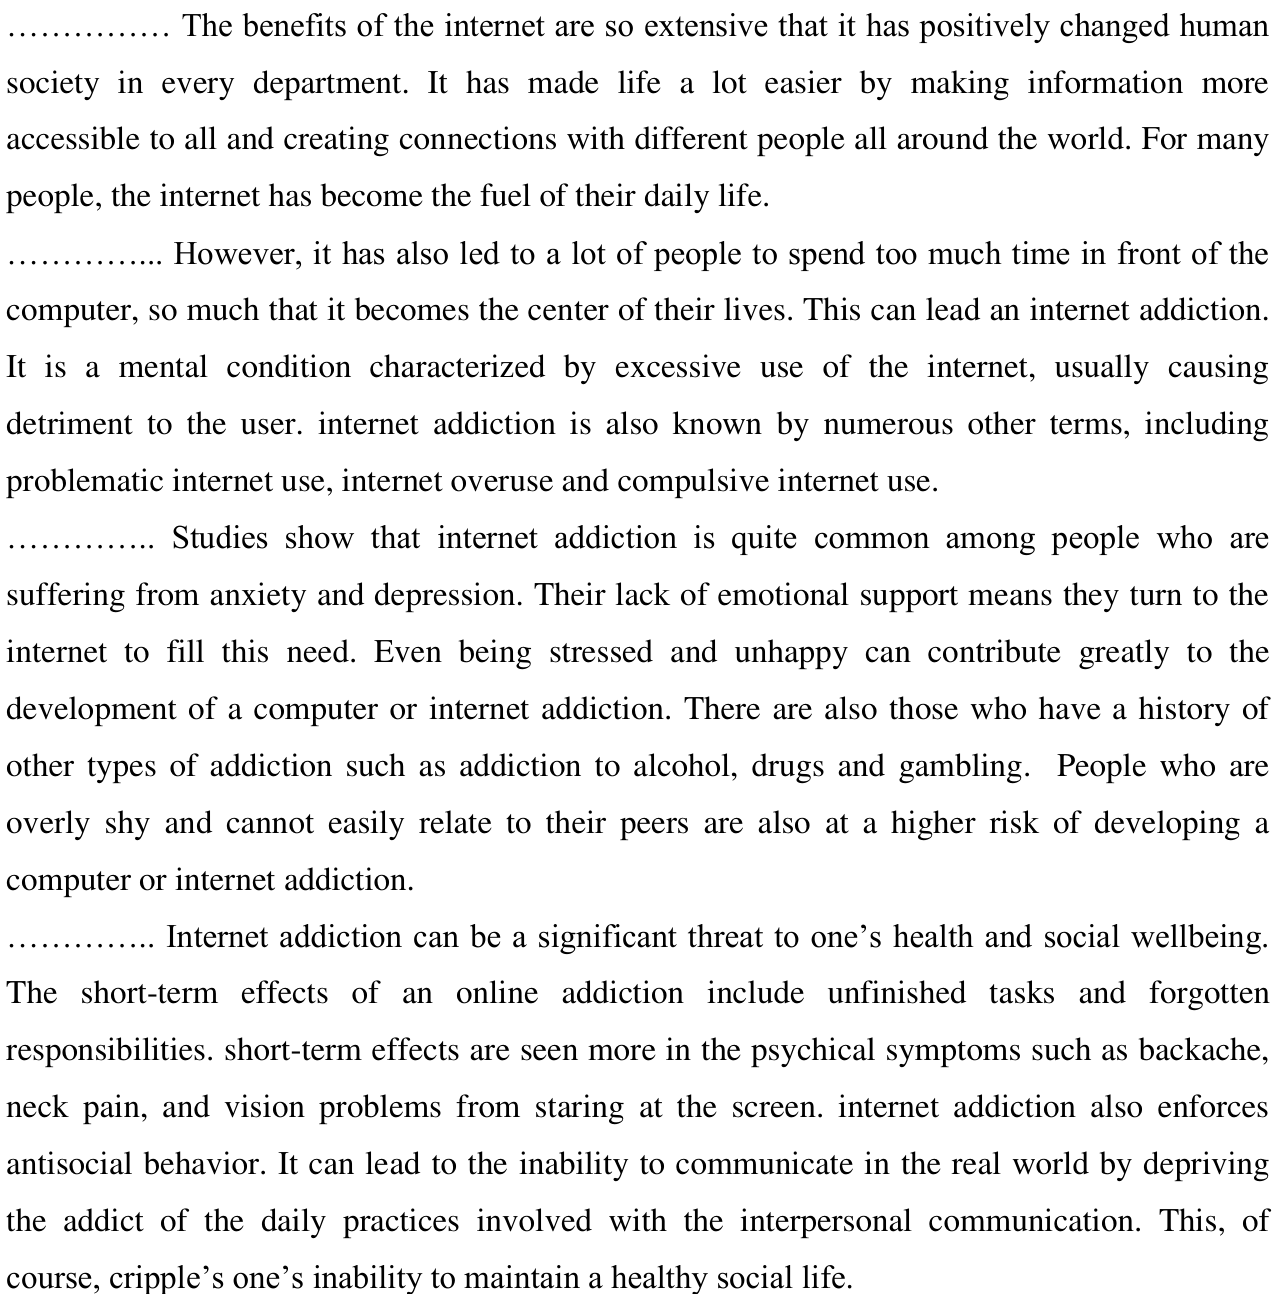 …………… The benefits of the internet are so extensive that it has positively changed human
society in every department. It has made life a lot easier by making information more
accessible to all and creating connections with different people all around the world. For many
people, the internet has become the fuel of their daily life.
…………... However, it has also led to a lot of people to spend too much time in front of the
computer, so much that it becomes the center of their lives. This can lead an internet addiction.
It is a mental condition characterized by excessive use of the internet, usually causing
detriment to the user. internet addiction is also known by numerous other terms, including
problematic internet use, internet overuse and compulsive internet use.
………….. Studies show that internet addiction is quite common among people who are
suffering from anxiety and depression. Their lack of emotional support means they turn to the
internet to fill this need. Even being stressed and unhappy can contribute greatly to the
development of a computer or internet addiction. There are also those who have a history of
other types of addiction such as addiction to alcohol, drugs and gambling.  People who are
overly shy and cannot easily relate to their peers are also at a higher risk of developing a
computer or internet addiction.
………….. Internet addiction can be a significant threat to one’s health and social wellbeing.
The short-term effects of an online addiction include unfinished tasks and forgotten
responsibilities. short-term effects are seen more in the psychical symptoms such as backache,
neck pain, and vision problems from staring at the screen. internet addiction also enforces
antisocial behavior. It can lead to the inability to communicate in the real world by depriving
the addict of the daily practices involved with the interpersonal communication. This, of
course, cripple’s one’s inability to maintain a healthy social life.